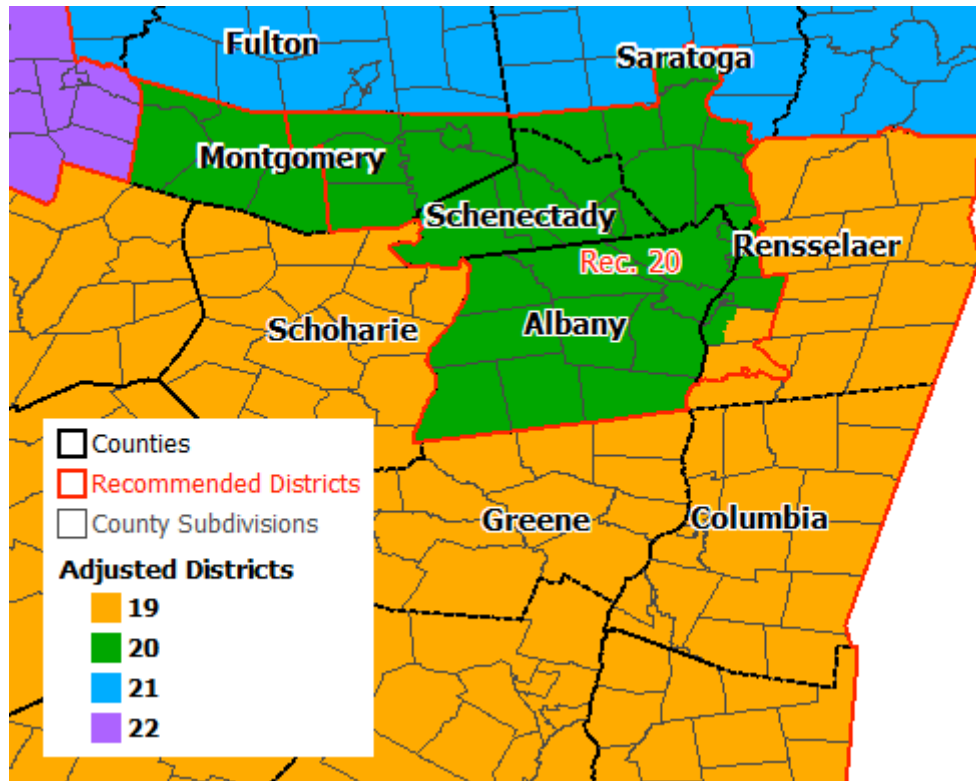 Fulton
Saratoga
Montgomery
Schenectady
Rensselaer
Rec. 20
Schoharie
Albany
Counties
Recommended Districts
County Subdivisions
Greene
Columbia
Adjusted Districts
19
20
21
22